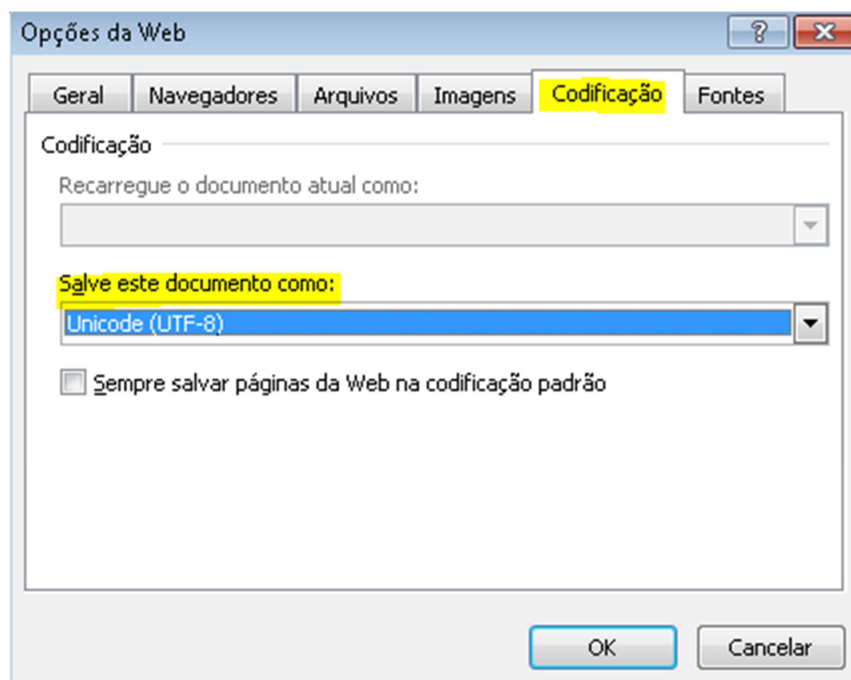 Opções da Web
Geral Navegadores Arquivos Imagens Codificação Fontes
Codificação
Recarregue o documento atual como:
Salve este documento como:
Unicode (UTF-8)
Sempre salvar páginas da Web na codificação padrão
OK Cancelar